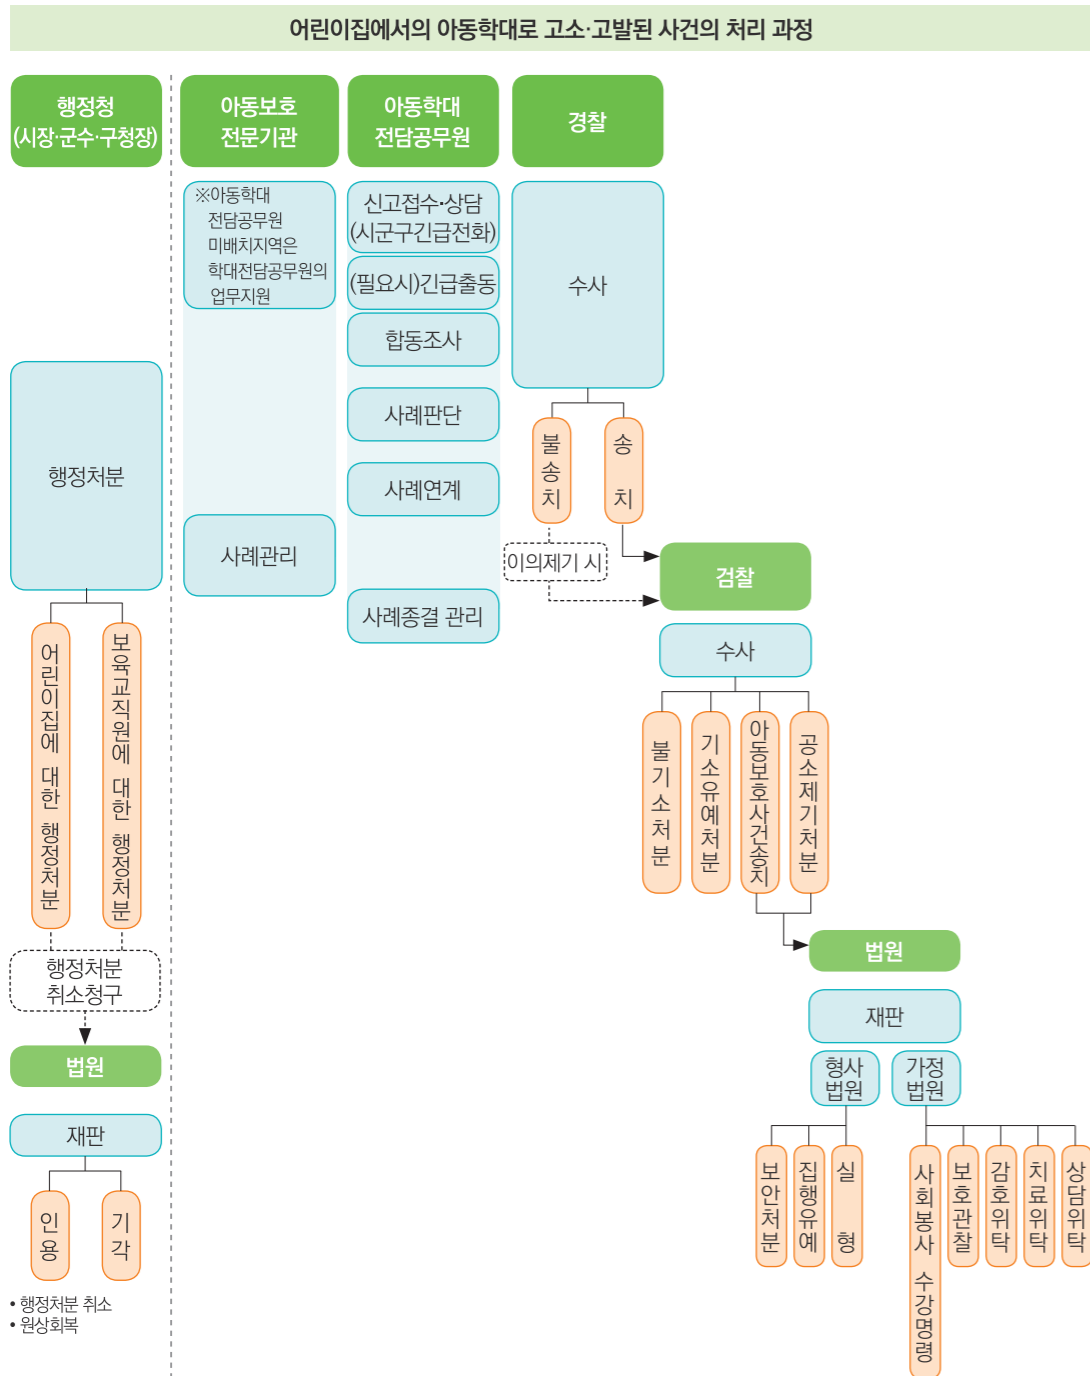 어린이집에서의 아동학대로 고소·고발된 사건의 처리 과정
행정청
(시장·군수·구청장)
아동보호
전문기관
아동학대
전담공무원
경찰
※아동학대
전담공무원
미배치지역은
학대전담공무원의
업무지원
신고접수·상담
(시군구긴급전화)
(필요시)긴급출동
합동조사
수사
행정처분
사례판단
사례연계
불송치
송치
이의제기 시
사례관리
사례종결 관리
검찰
수사
어린이집에 대한 행정처분
보육교직원에 대한 행정처분
불기소처분
기소유예처분
아동보호사건송치
공소제기처분
행정처분
취소청구
법원
법원
재판
재판
형사
법원
가정
법원
인용
기각
보안처분
집행유예
실형
사회봉사 수강명령
보호관찰
감호위탁
치료위탁
상담위탁
• 행정처분 취소
• 원상회복